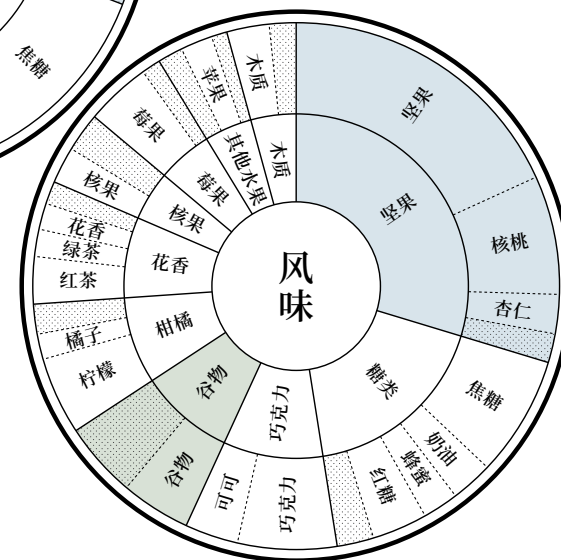 焦糖
风
味
坚果
糖类
巧克力
谷物
柑橘
花香
核果
莓果
其他水果
木质
坚果
核桃
杏仁
焦糖
奶油
蜂蜜
红糖
巧克力
可可
谷物
柠檬
橘子
红茶
绿茶
花香
核果
莓果
苹果
木质